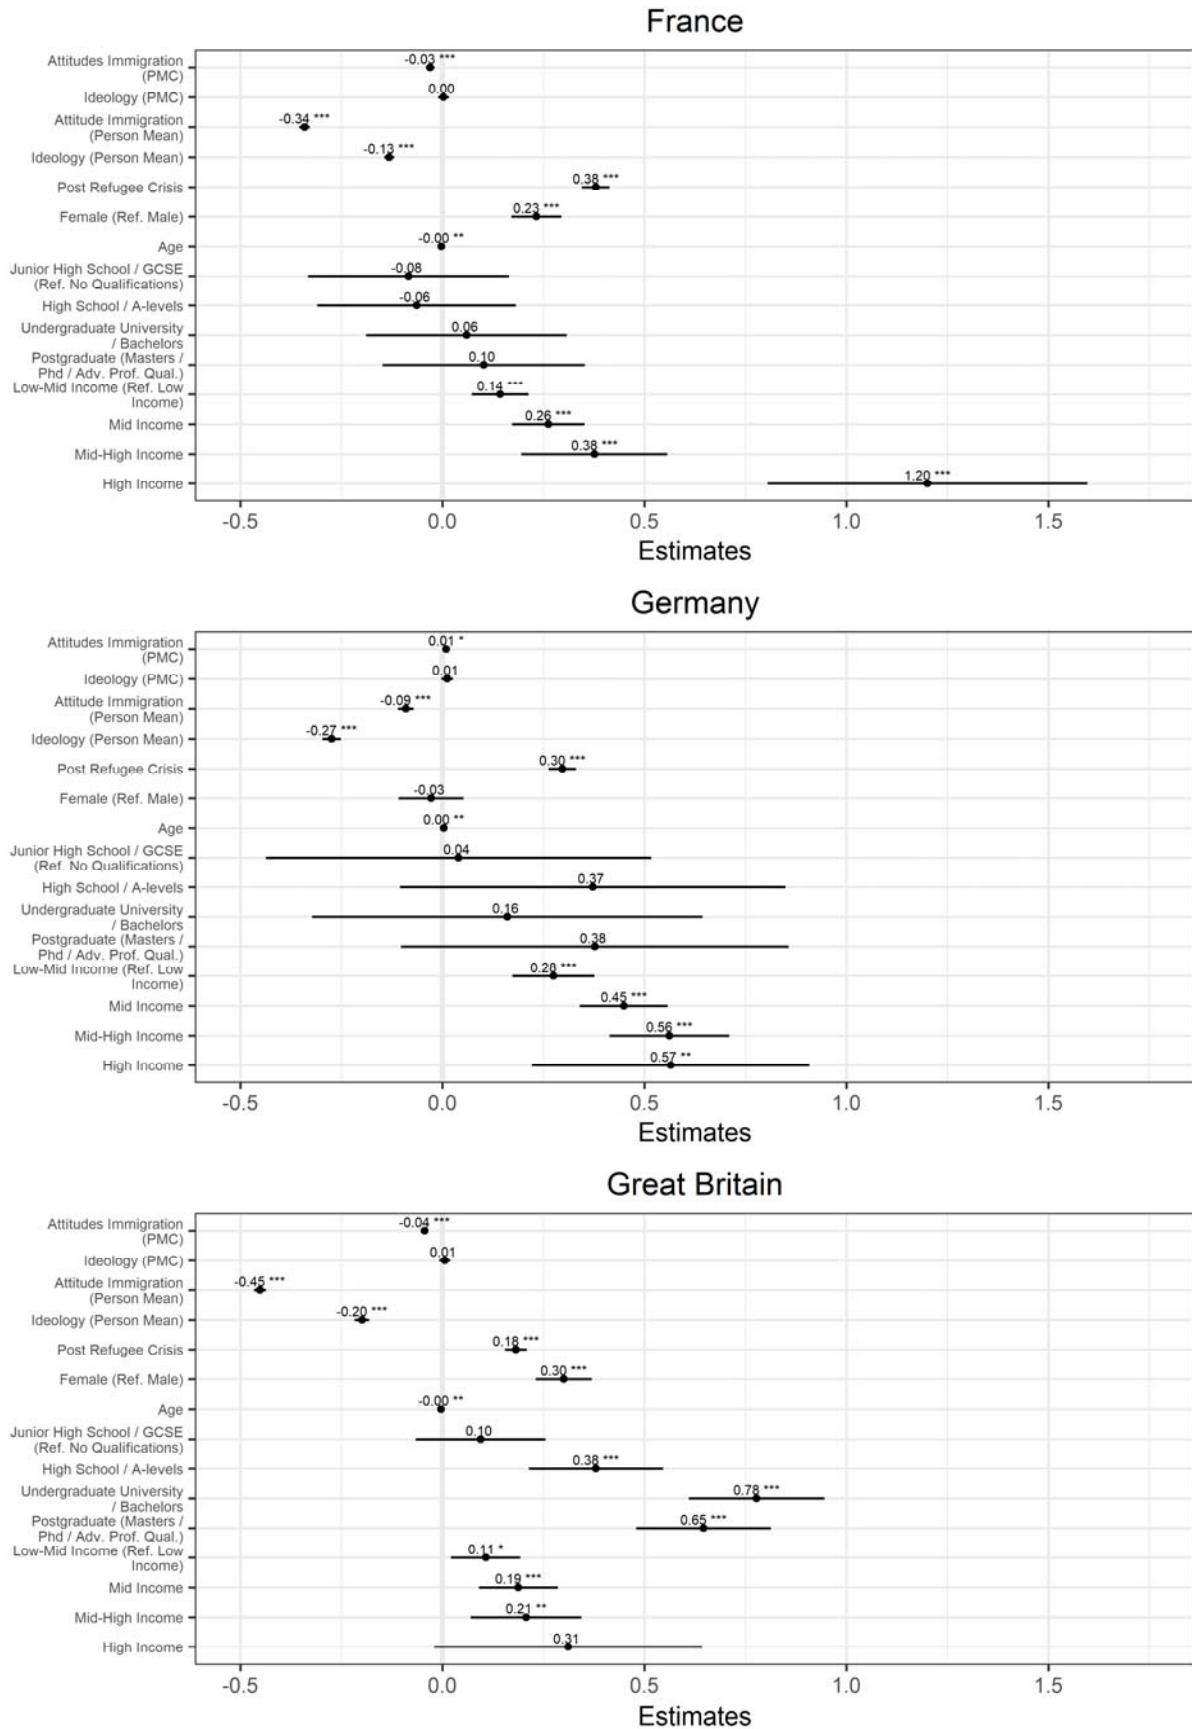 France
Attitudes Immigration
(PMC)
-0.03 ***
Ideology (PMC)
0.00
Attitude Immigration
(Person Mean)
-0.34 ***
Ideology (Person Mean)
-0.13 ***
Post Refugee Crisis
0.38 ***
Female (Ref. Male)
0.23 ***
Age
-0.00 **
Junior High School / GCSE
(Ref. No Qualifications)
-0.08
High School / A-levels
-0.06
Undergraduate University
/ Bachelors
0.06
Postgraduate (Masters /
Phd / Adv. Prof. Qual.)
0.10
Low-Mid Income (Ref. Low
Income)
0.14 ***
Mid Income
0.26 ***
Mid-High Income
0.38 ***
High Income
1.20 ***
-0.5 0.0 0.5 1.0 1.5
Estimates
Germany
Attitudes Immigration
(PMC)
0.01 *
Ideology (PMC)
0.01
Attitude Immigration
(Person Mean)
-0.09 ***
Ideology (Person Mean)
-0.27 ***
Post Refugee Crisis
0.30 ***
Female (Ref. Male)
-0.03
Age
0.00 **
Junior High School / GCSE
(Ref. No Qualifications)
0.04
High School / A-levels
0.37
Undergraduate University
/ Bachelors
0.16
Postgraduate (Masters /
Phd / Adv. Prof. Qual.)
0.38
Low-Mid Income (Ref. Low
Income)
0.28 ***
Mid Income
0.45 ***
Mid-High Income
0.56 ***
High Income
0.57 **
-0.5 0.0 0.5 1.0 1.5
Estimates
Great Britain
Attitudes Immigration
(PMC)
-0.04 ***
Ideology (PMC)
0.01
Attitude Immigration
(Person Mean)
-0.45 ***
Ideology (Person Mean)
-0.20 ***
Post Refugee Crisis
0.18 ***
Female (Ref. Male)
0.30 ***
Age
-0.00 **
Junior High School / GCSE
(Ref. No Qualifications)
0.10
High School / A-levels
0.38 ***
Undergraduate University
/ Bachelors
0.78 ***
Postgraduate (Masters /
Phd / Adv. Prof. Qual.)
0.65 ***
Low-Mid Income (Ref. Low
Income)
0.11 *
Mid Income
0.19 ***
Mid-High Income
0.21 **
High Income
0.31
-0.5 0.0 0.5 1.0 1.5
Estimates